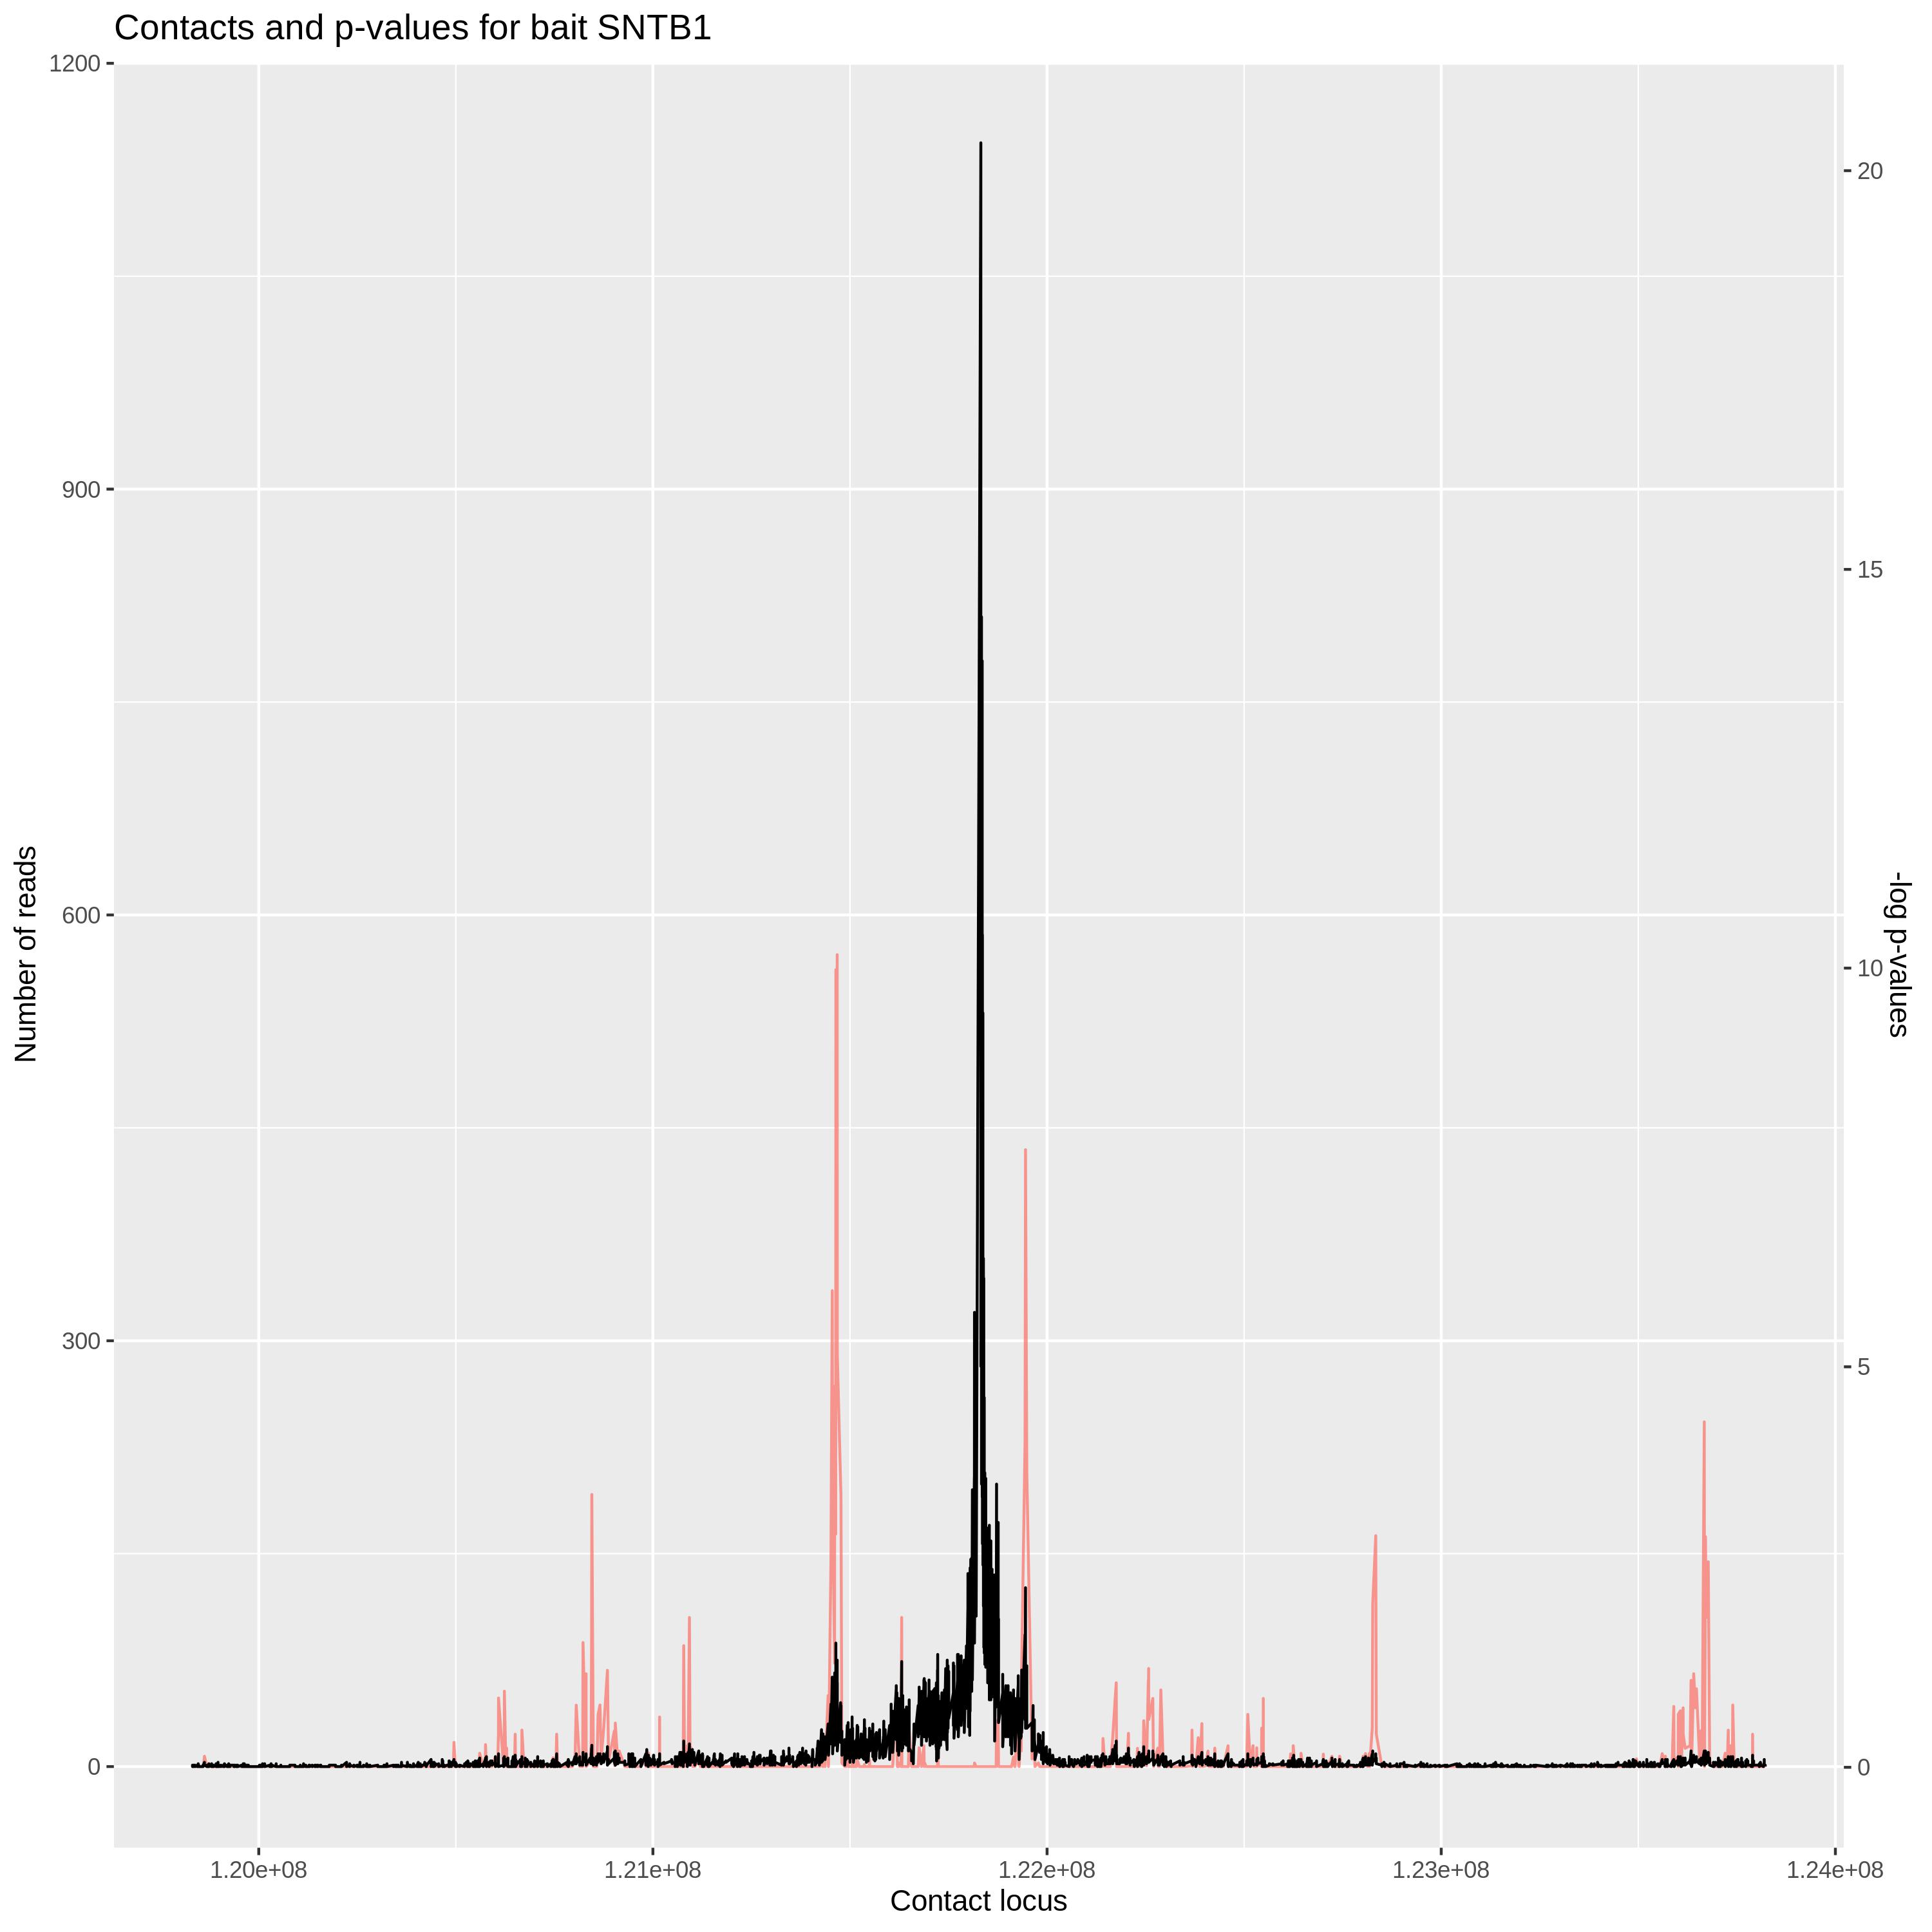 Contacts and p-values for bait SNTB1
1200
900
600
300
0
Number of reads
20
15
10
5
0
-log p-values
1.20e+08
1.21e+08
1.22e+08
1.23e+08
1.24e+08
Contact locus